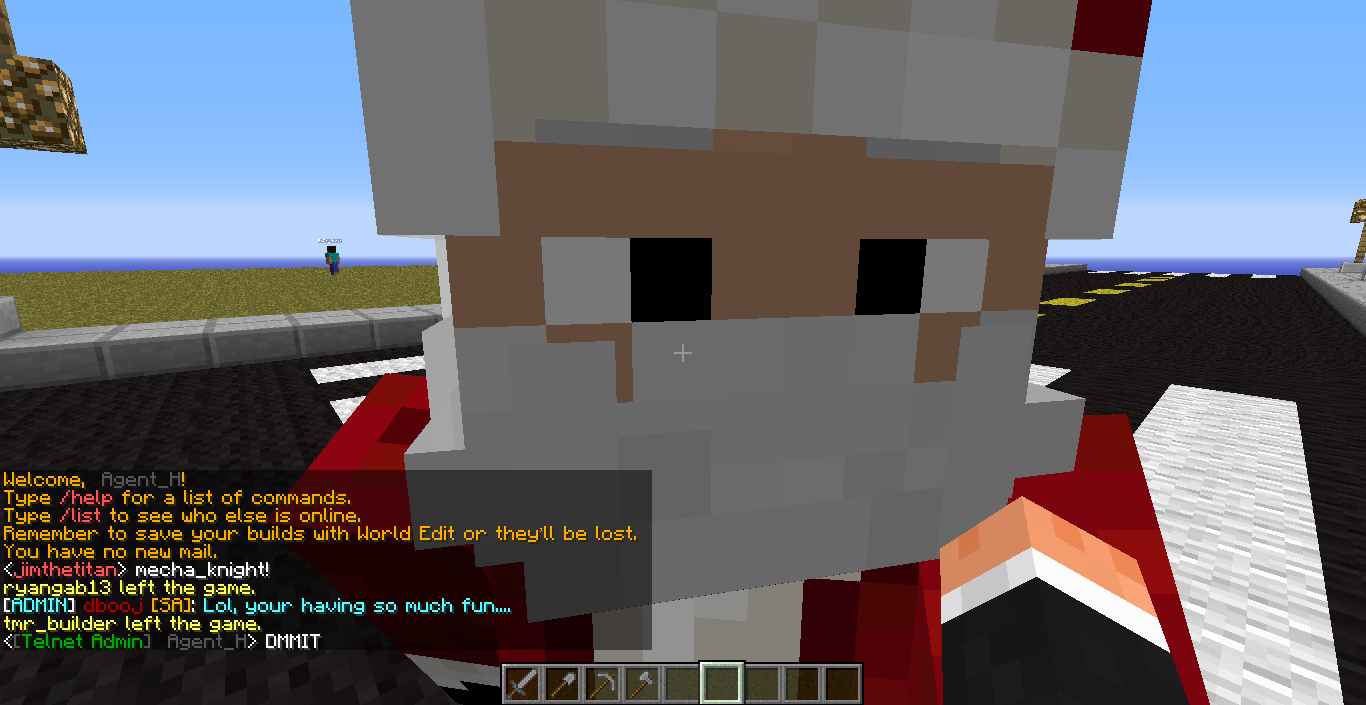 Welcome, Agent_H!
Type /help for a list of commands.
Type /list to see who else is online.
Remember to save your builds with World Edit or they'll be lost.
You have no new mail.
<jimthetitan> mecha_knight!
ryangab13 left the game.
[ADMIN] dbooj [SA]: Lol, your having so much fun....
tmr_builder left the game.
<[Telnet Admin] Agent_H> DMMIT